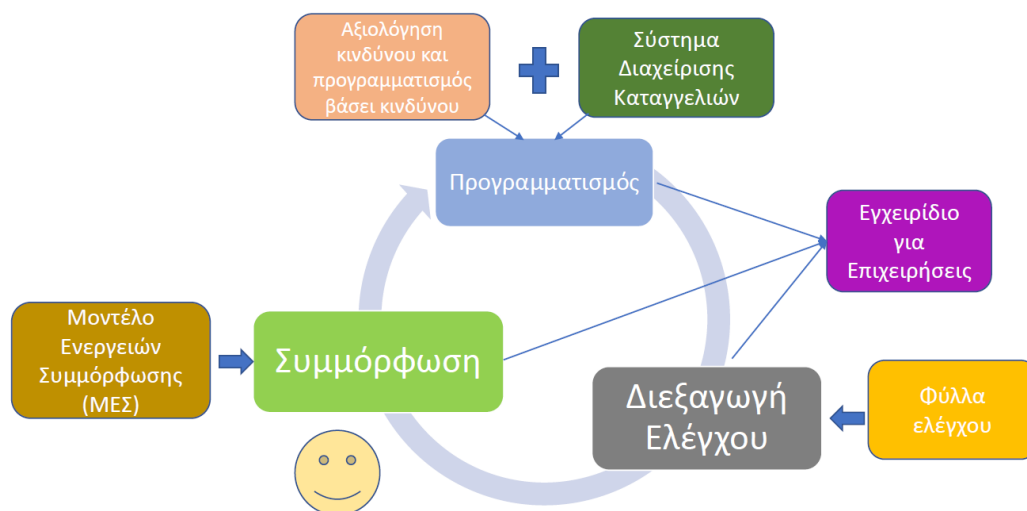 Αξιολόγηση
κινδύνου και
προγραμματισμός
βάσει κινδύνου
Σύστημα
Διαχείρισης
Καταγγελιών
Προγραμματισμός
Εγχειρίδιο
για
Επιχειρήσεις
Μοντέλο
Ενεργειών
Συμμόρφωσης
(ΜΕΣ)
Συμμόρφωση
Διεξαγωγή
Ελέγχου
Φύλλα
ελέγχου